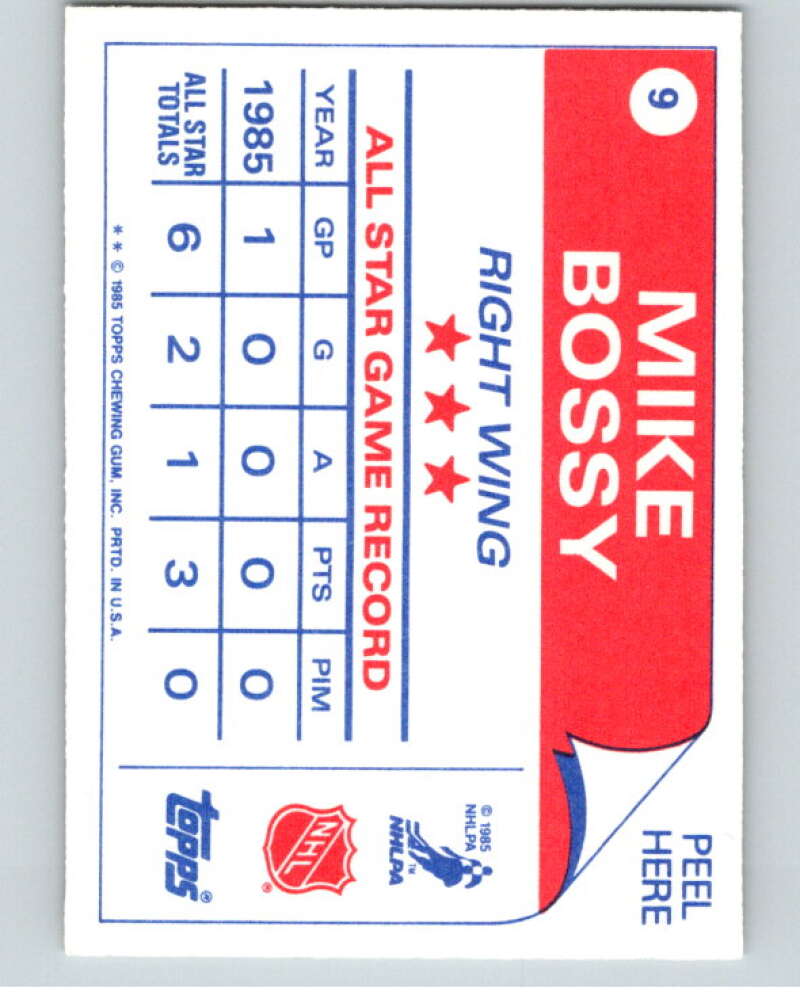 9
MIKE
BOSSY
PEEL
HERE
RIGHT WING
ALL STAR GAME RECORD
YEAR GP G A PTS PIM
1985 1 0 0 0 0
ALL STAR
TOTALS 6 2 1 3 0
* * © 1985 TOPPS CHEWING GUM, INC. PRTD. IN U.S.A.
© 1985
NHLPA
NHLPA™
NHL®
topps®